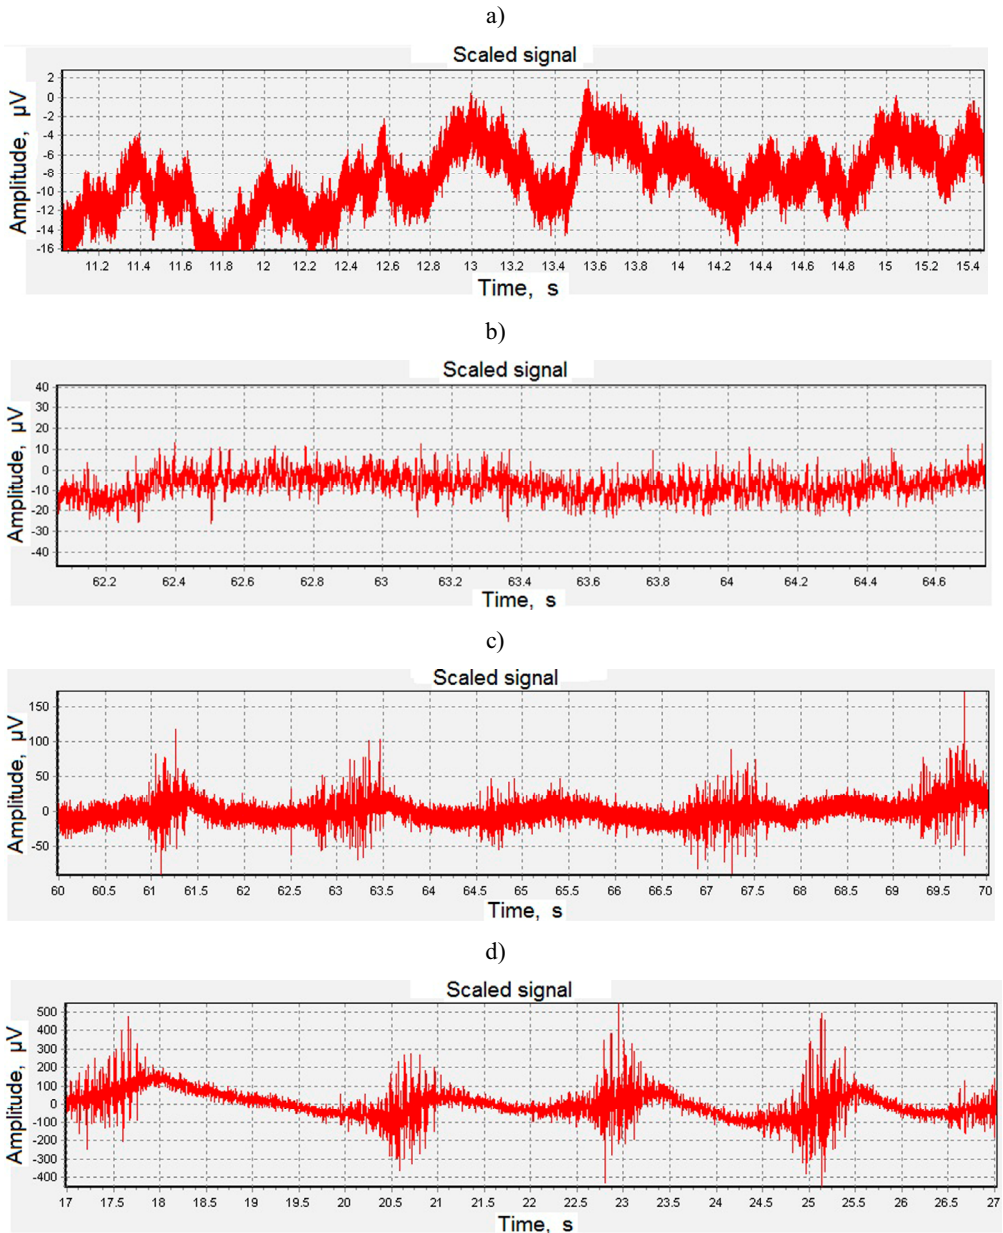 a)
Scaled signal
Amplitude, µV
2
0
-2
-4
-6
-8
-10
-12
-14
-16
11.2 11.4 11.6 11.8 12 12.2 12.4 12.6 12.8 13 13.2 13.4 13.6 13.8 14 14.2 14.4 14.6 14.8 15 15.2 15.4
Time, s
b)
Scaled signal
Amplitude, µV
40
30
20
10
0
-10
-20
-30
-40
62.2 62.4 62.6 62.8 63 63.2 63.4 63.6 63.8 64 64.2 64.4 64.6
Time, s
c)
Scaled signal
Amplitude, µV
150
100
50
0
-50
60 60.5 61 61.5 62 62.5 63 63.5 64 64.5 65 65.5 66 66.5 67 67.5 68 68.5 69 69.5 70
Time, s
d)
Scaled signal
Amplitude, µV
500
400
300
200
100
0
-100
-200
-300
-400
17 17.5 18 18.5 19 19.5 20 20.5 21 21.5 22 22.5 23 23.5 24 24.5 25 25.5 26 26.5 27
Time, s